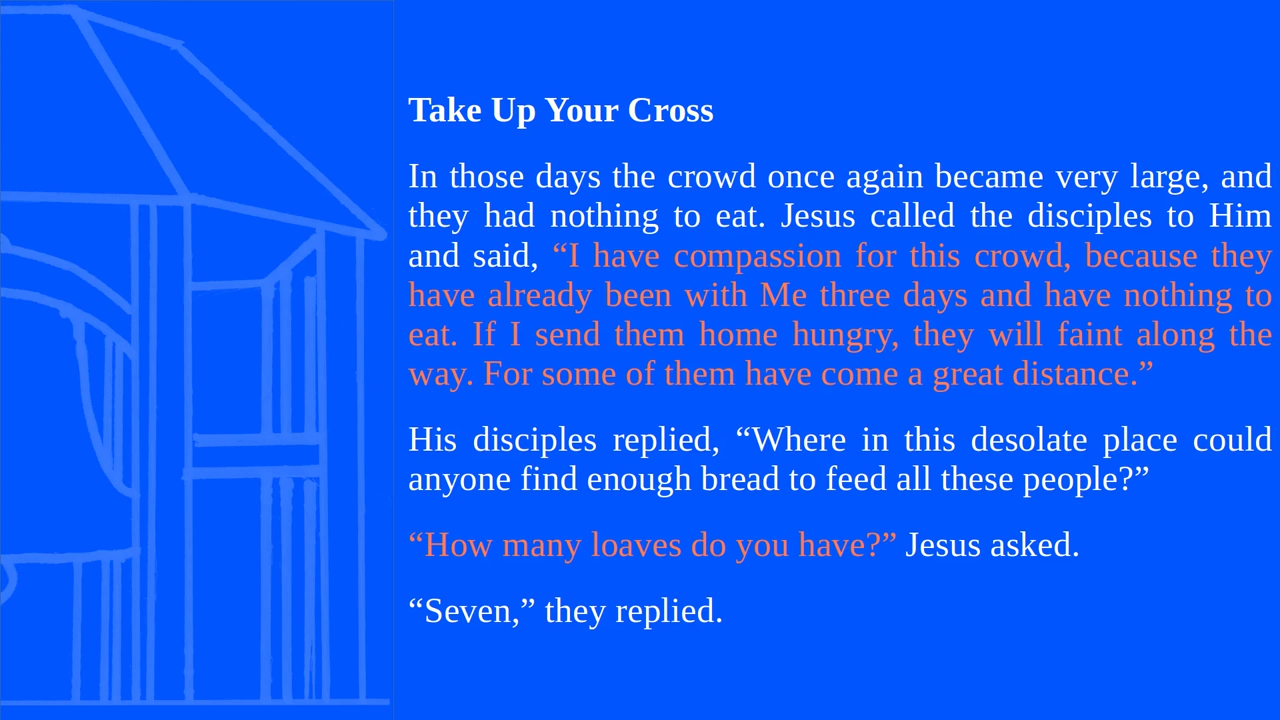 Take Up Your Cross
In those days the crowd once again became very large, and
they had nothing to eat. Jesus called the disciples to Him
and said, “I have compassion for this crowd, because they
have already been with Me three days and have nothing to
eat. If I send them home hungry, they will faint along the
way. For some of them have come a great distance.”
His disciples replied, “Where in this desolate place could
anyone find enough bread to feed all these people?”
“How many loaves do you have?” Jesus asked.
“Seven,” they replied.